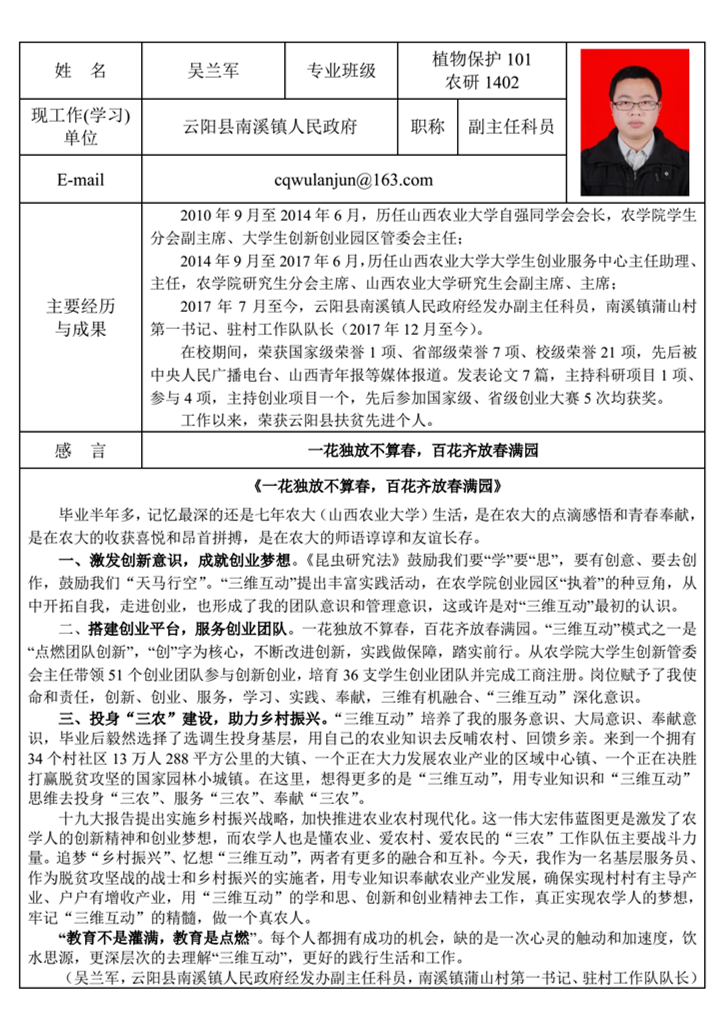 姓 名
吴兰军
专业班级
植物保护 101
农研 1402
现工作(学习)
单位
云阳县南溪镇人民政府
职称
副主任科员
E-mail
cqwulanjun@163.com
主要经历
与成果
2010 年 9 月至 2014 年 6 月，历任山西农业大学自强同学会会长，农学院学生
分会副主席、大学生创新创业园区管委会主任；
2014 年 9 月至 2017 年 6 月,历任山西农业大学大学生创业服务中心主任助理、
主任，农学院研究生分会主席、山西农业大学研究生会副主席、主席；
2017 年 7 月至今，云阳县南溪镇人民政府经发办副主任科员，南溪镇蒲山村
第一书记、驻村工作队队长（2017 年 12 月至今）。
在校期间，荣获国家级荣誉 1 项、省部级荣誉 7 项、校级荣誉 21 项，先后被
中央人民广播电台、山西青年报等媒体报道。发表论文 7 篇，主持科研项目 1 项、
参与 4 项，主持创业项目一个，先后参加国家级、省级创业大赛 5 次均获奖。
工作以来，荣获云阳县扶贫先进个人。
感 言
一花独放不算春，百花齐放春满园
《一花独放不算春，百花齐放春满园》
毕业半年多，记忆最深的还是七年农大（山西农业大学）生活，是在农大的点滴感悟和青春奉献，
是在农大的收获喜悦和昂首拼搏，是在农大的师语谆谆和友谊长存。
一、激发创新意识，成就创业梦想。《昆虫研究法》鼓励我们要“学”要“思”，要有创意、要去创
作，鼓励我们“天马行空”。“三维互动”提出丰富实践活动，在农学院创业园区“执着”的种豆角，从
中开拓自我，走进创业，也形成了我的团队意识和管理意识，这或许是对“三维互动”最初的认识。
二、搭建创业平台，服务创业团队。一花独放不算春，百花齐放春满园。“三维互动”模式之一是
“点燃团队创新”，“创”字为核心，不断改进创新，实践做保障，踏实前行。从农学院大学生创新管委
会主任带领 51 个创业团队参与创新创业，培育 36 支学生创业团队并完成工商注册。岗位赋予了我使
命和责任，创新、创业、服务，学习、实践、奉献，三维有机融合、“三维互动”深化意识。
三、投身“三农”建设，助力乡村振兴。“三维互动”培养了我的服务意识、大局意识、奉献意
识，毕业后毅然选择了选调生投身基层，用自己的农业知识去反哺农村、回馈乡亲。来到一个拥有
34 个村社区 13 万人 288 平方公里的大镇、一个正在大力发展农业产业的区域中心镇、一个正在决胜
打赢脱贫攻坚的国家园林小城镇。在这里，想得更多的是“三维互动”，用专业知识和“三维互动”
思维去投身“三农”、服务“三农”、奉献“三农”。
十九大报告提出实施乡村振兴战略，加快推进农业农村现代化。这一伟大宏伟蓝图更是激发了农
学人的创新精神和创业梦想，而农学人也是懂农业、爱农村、爱农民的“三农”工作队伍主要战斗力
量。追梦“乡村振兴”、忆想“三维互动”，两者有更多的融合和互补。今天，我作为一名基层服务员、
作为脱贫攻坚战的战士和乡村振兴的实施者，用专业知识奉献农业产业发展，确保实现村村有主导产
业、户户有增收产业，用“三维互动”的学和思、创新和创业精神去工作，真正实现农学人的梦想，
牢记“三维互动”的精髓，做一个真农人。
“教育不是灌满，教育是点燃”。每个人都拥有成功的机会，缺的是一次心灵的触动和加速度，饮
水思源，更深层次的去理解“三维互动”，更好的践行生活和工作。
（吴兰军，云阳县南溪镇人民政府经发办副主任科员，南溪镇蒲山村第一书记、驻村工作队队长）